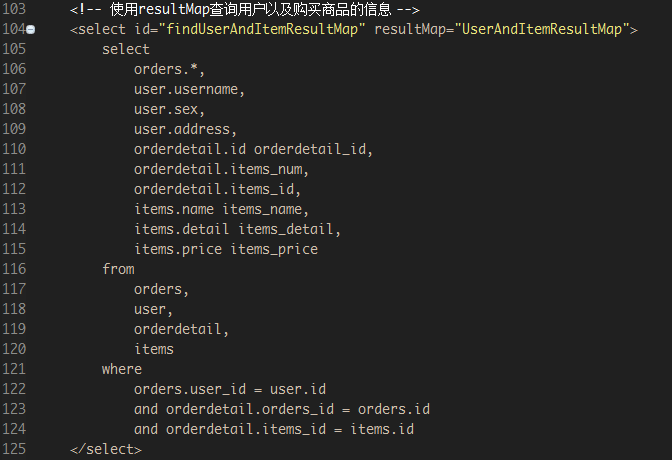 103 <!-- 使用resultMap查询用户以及购买商品的信息 -->
104 <select id="findUserAndItemResultMap" resultMap="UserAndItemResultMap">
105 select
106 orders.*,
107 user.username,
108 user.sex,
109 user.address,
110 orderdetail.id orderdetail_id,
111 orderdetail.items_num,
112 orderdetail.items_id,
113 items.name items_name,
114 items.detail items_detail,
115 items.price items_price
116 from
117 orders,
118 user,
119 orderdetail,
120 items
121 where
122 orders.user_id = user.id
123 and orderdetail.orders_id = orders.id
124 and orderdetail.items_id = items.id
125 </select>